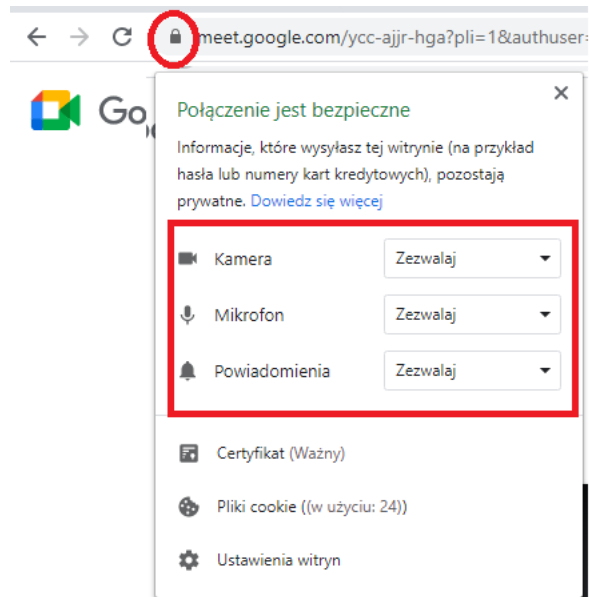 meet.google.com/ycc-ajjr-hga?pli=1&authuser=
Go
Połączenie jest bezpieczne
Informacje, które wysyłasz tej witrynie (na przykład
hasła lub numery kart kredytowych), pozostają
prywatne. Dowiedz się więcej
Kamera Zezwalaj
Mikrofon Zezwalaj
Powiadomienia Zezwalaj
Certyfikat (Ważny)
Pliki cookie ((w użyciu: 24))
Ustawienia witryn